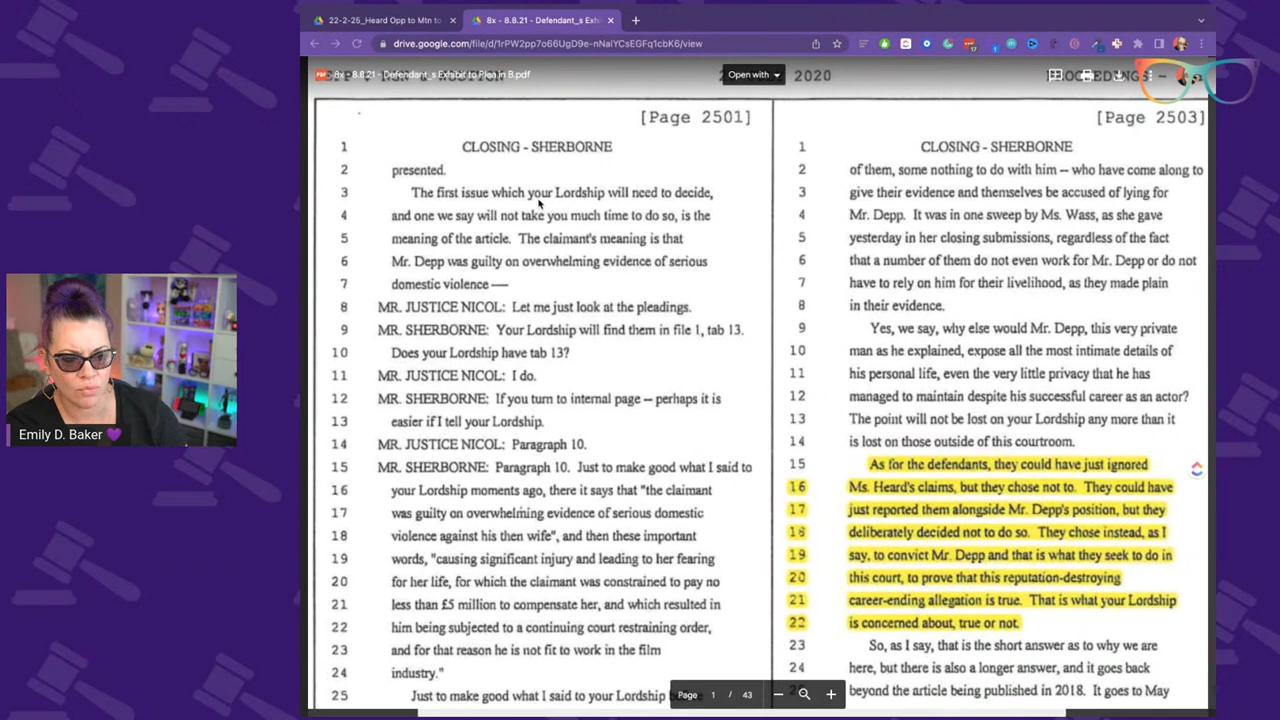 22-2-25_Heard Opp to Mtn to
8x - 8.8.21 - Defendant_s Exhi
drive.google.com/file/d/1rPW2pp7o66UgD9e-nNaIYCsEGFq1cbK6/view
8x - 8.8.21 - Defendant_s Exhibit to Plea in B.pdf
Open with
2020
PROCEEDINGS -
[Page 2501]
1 CLOSING - SHERBORNE
2 presented.
3 The first issue which your Lordship will need to decide,
4 and one we say will not take you much time to do so, is the
5 meaning of the article. The claimant's meaning is that
6 Mr. Depp was guilty on overwhelming evidence of serious
7 domestic violence —
8 MR. JUSTICE NICOL: Let me just look at the pleadings.
9 MR. SHERBORNE: Your Lordship will find them in file 1, tab 13.
10 Does your Lordship have tab 13?
11 MR. JUSTICE NICOL: I do.
12 MR. SHERBORNE: If you turn to internal page -- perhaps it is
13 easier if I tell your Lordship.
14 MR. JUSTICE NICOL: Paragraph 10.
15 MR. SHERBORNE: Paragraph 10. Just to make good what I said to
16 your Lordship moments ago, there it says that "the claimant
17 was guilty on overwhelming evidence of serious domestic
18 violence against his then wife", and then these important
19 words, "causing significant injury and leading to her fearing
20 for her life, for which the claimant was constrained to pay no
21 less than £5 million to compensate her, and which resulted in
22 him being subjected to a continuing court restraining order,
23 and for that reason he is not fit to work in the film
24 industry."
25 Just to make good what I said to your Lordship
[Page 2503]
1 CLOSING - SHERBORNE
2 of them, some nothing to do with him -- who have come along to
3 give their evidence and themselves be accused of lying for
4 Mr. Depp. It was in one sweep by Ms. Wass, as she gave
5 yesterday in her closing submissions, regardless of the fact
6 that a number of them do not even work for Mr. Depp or do not
7 have to rely on him for their livelihood, as they made plain
8 in their evidence.
9 Yes, we say, why else would Mr. Depp, this very private
10 man as he explained, expose all the most intimate details of
11 his personal life, even the very little privacy that he has
12 managed to maintain despite his successful career as an actor?
13 The point will not be lost on your Lordship any more than it
14 is lost on those outside of this courtroom.
15 As for the defendants, they could have just ignored
16 Ms. Heard's claims, but they chose not to. They could have
17 just reported them alongside Mr. Depp's position, but they
18 deliberately decided not to do so. They chose instead, as I
19 say, to convict Mr. Depp and that is what they seek to do in
20 this court, to prove that this reputation-destroying
21 career-ending allegation is true. That is what your Lordship
22 is concerned about, true or not.
23 So, as I say, that is the short answer as to why we are
24 here, but there is also a longer answer, and it goes back
beyond the article being published in 2018. It goes to May
Page 1 / 43
Emily D. Baker 💜